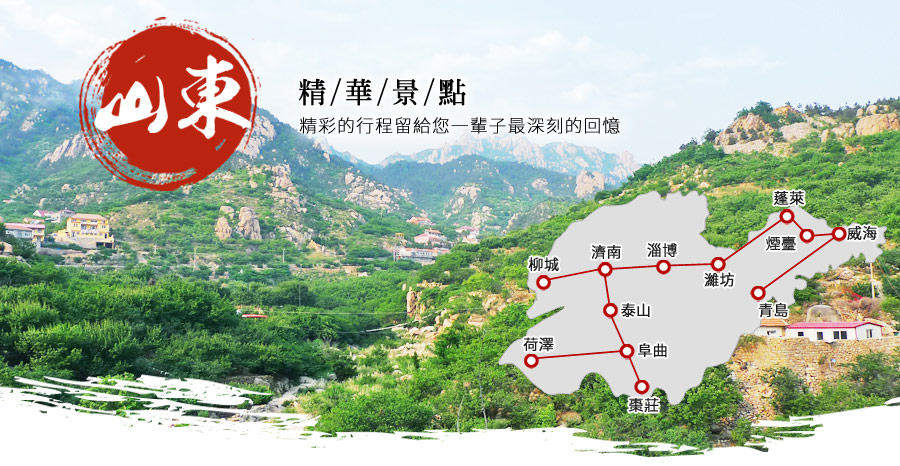 山東
精/華/景/點
精彩的行程留給您一輩子最深刻的回憶
蓬萊
煙臺
威海
濟南
淄博
柳城
濰坊
泰山
青島
荷澤
阜曲
棗莊